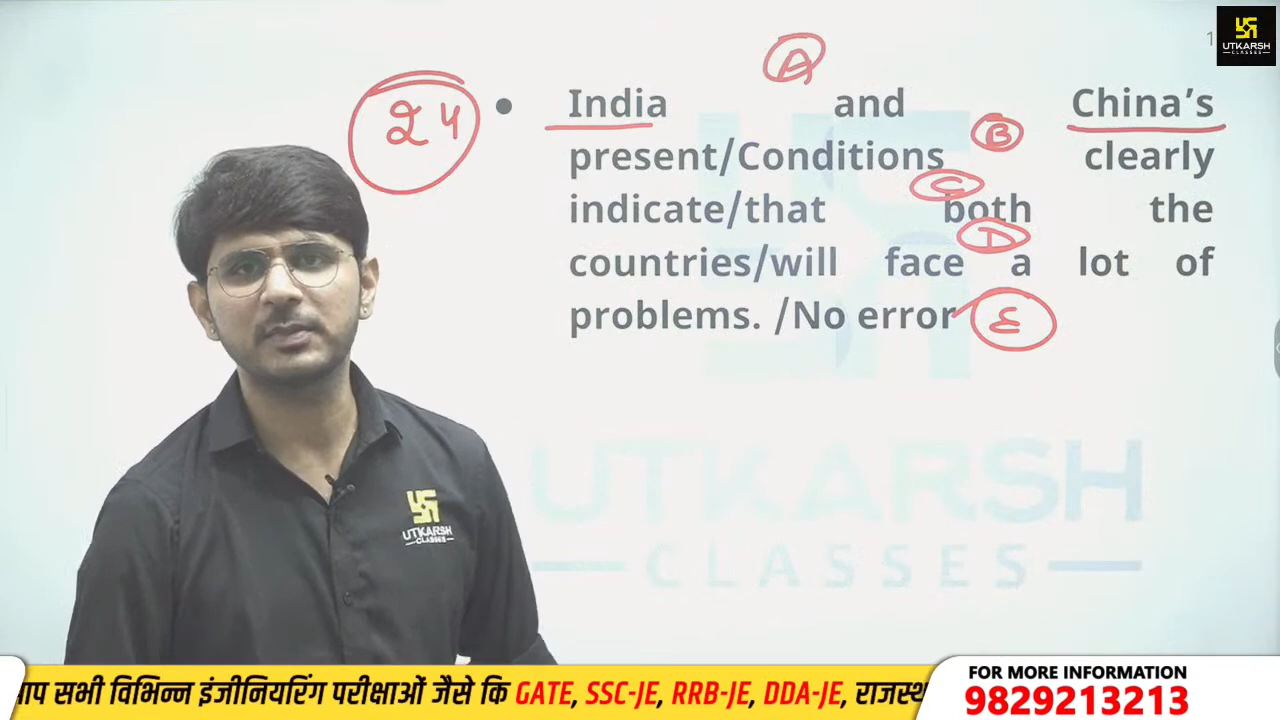 UTKARSH
CLASSES
1
A
24
• India and China's
B
present/Conditions clearly
C
indicate/that both the
D
countries/will face a lot of
problems. /No error
E
UTKARSH
CLASSES
UTKARSH
CLASSES
सभी विभिन्न इंजीनियरिंग परीक्षाओं जैसे कि GATE, SSC-JE, RRB-JE, DDA-JE,
FOR MORE INFORMATION
9829213213